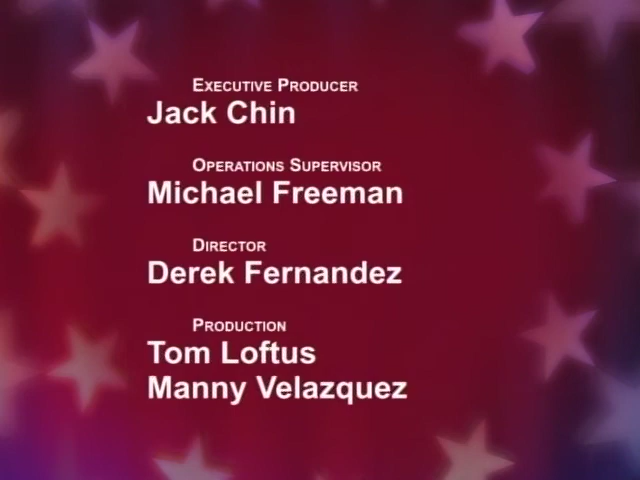 Executive Producer
Jack Chin
Operations Supervisor
Michael Freeman
Director
Derek Fernandez
Production
Tom Loftus
Manny Velazquez